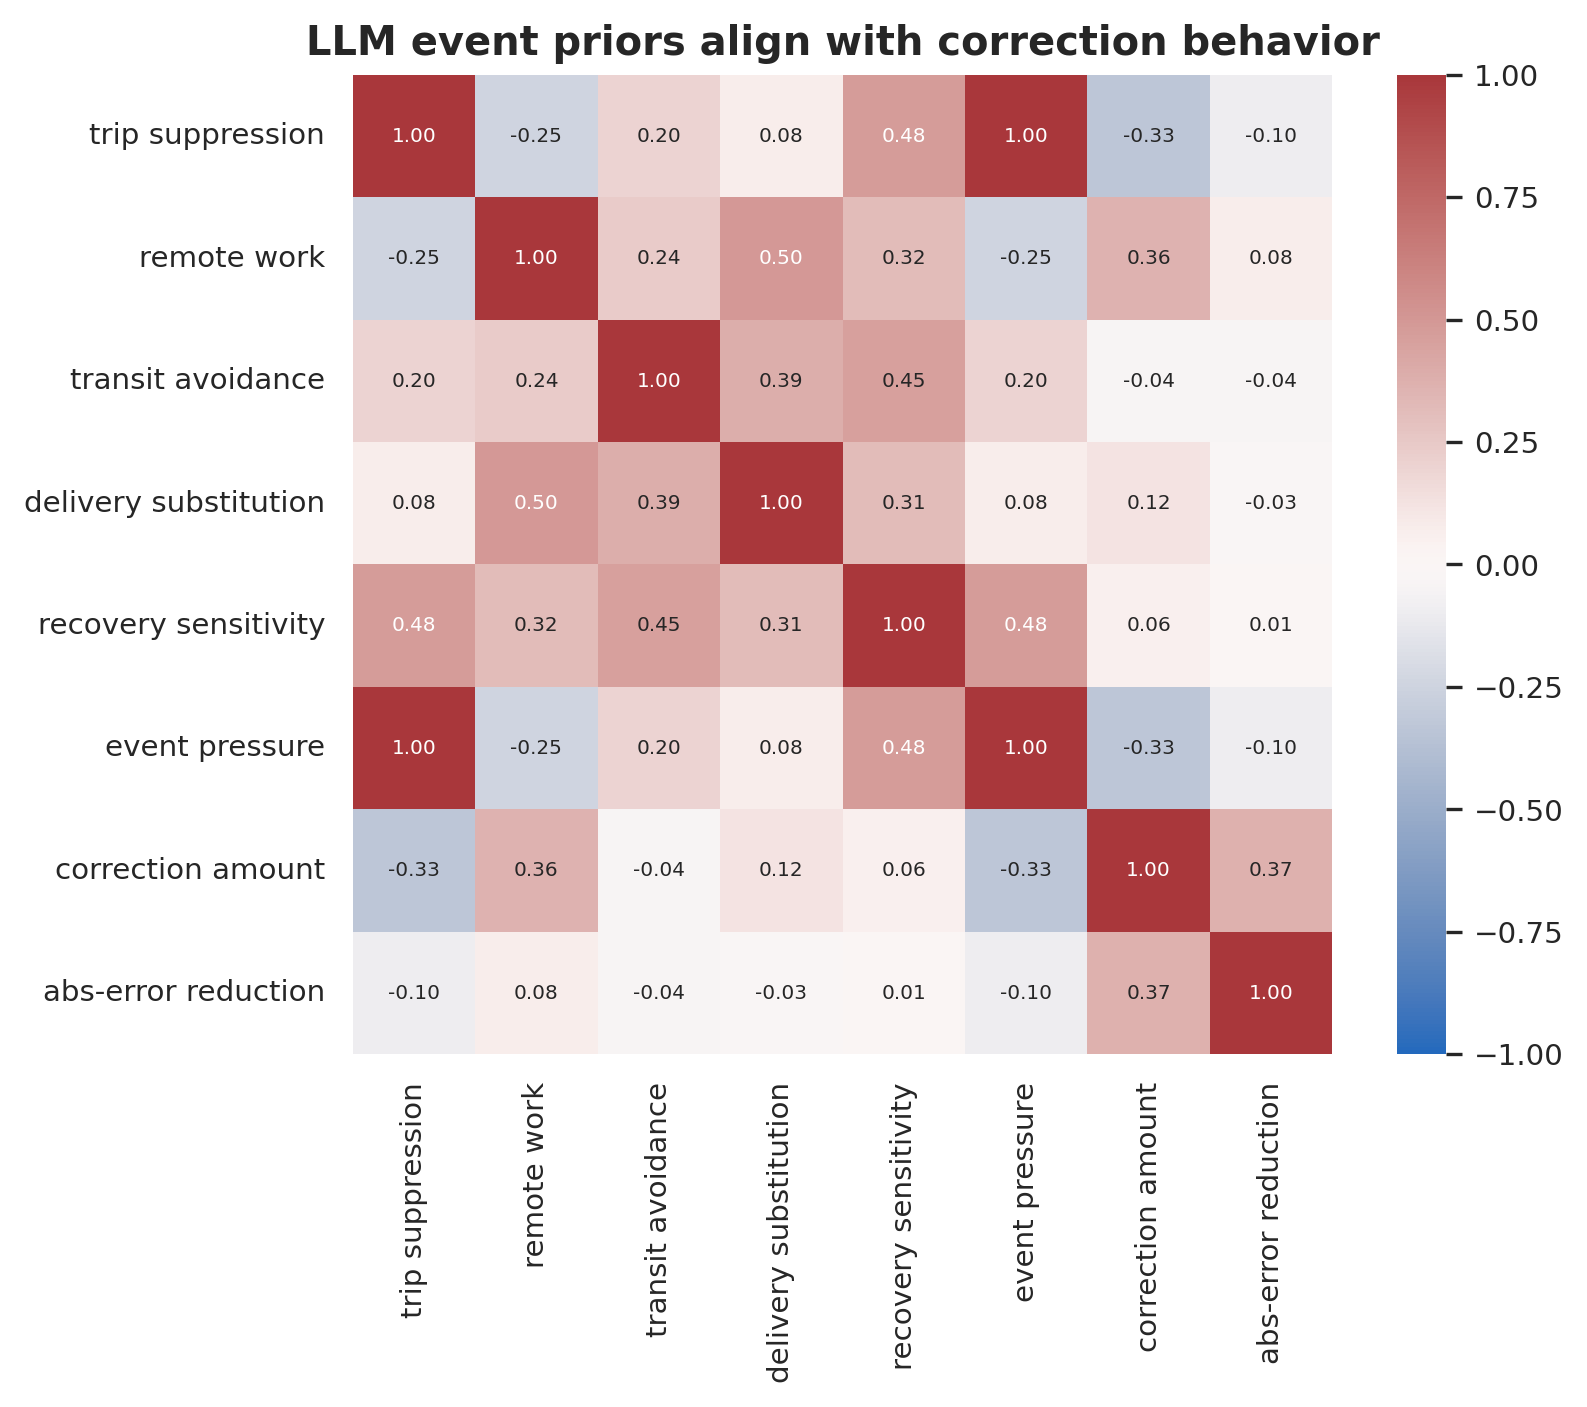 LLM event priors align with correction behavior
trip suppression 1.00 -0.25 0.20 0.08 0.48 1.00 -0.33 -0.10
remote work -0.25 1.00 0.24 0.50 0.32 -0.25 0.36 0.08
transit avoidance 0.20 0.24 1.00 0.39 0.45 0.20 -0.04 -0.04
delivery substitution 0.08 0.50 0.39 1.00 0.31 0.08 0.12 -0.03
recovery sensitivity 0.48 0.32 0.45 0.31 1.00 0.48 0.06 0.01
event pressure 1.00 -0.25 0.20 0.08 0.48 1.00 -0.33 -0.10
correction amount -0.33 0.36 -0.04 0.12 0.06 -0.33 1.00 0.37
abs-error reduction -0.10 0.08 -0.04 -0.03 0.01 -0.10 0.37 1.00
trip suppression
remote work
transit avoidance
delivery substitution
recovery sensitivity
event pressure
correction amount
abs-error reduction
1.00
0.75
0.50
0.25
0.00
−0.25
−0.50
−0.75
−1.00